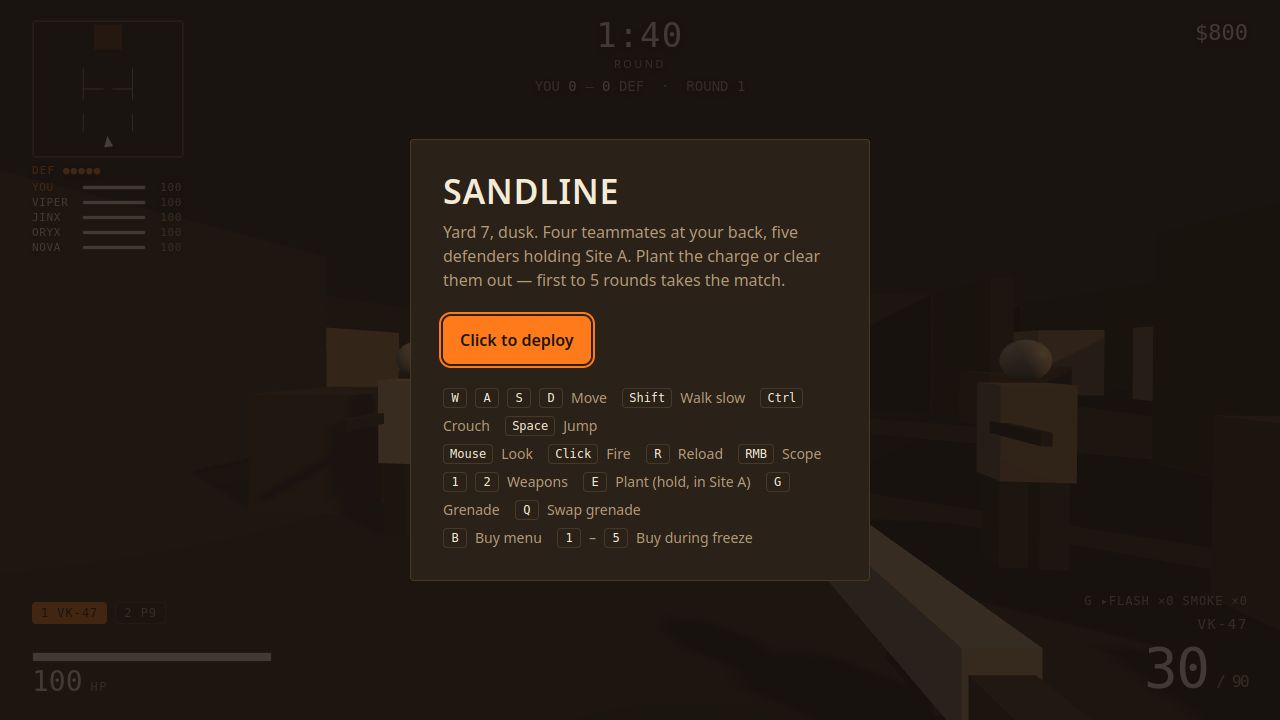 1:40
ROUND
YOU 0 — 0 DEF · ROUND 1
$800
DEF ●●●●●
YOU 100
VIPER 100
JINX 100
ORYX 100
NOVA 100
SANDLINE
Yard 7, dusk. Four teammates at your back, five
defenders holding Site A. Plant the charge or clear
them out — first to 5 rounds takes the match.
Click to deploy
W A S D Move Shift Walk slow Ctrl
Crouch Space Jump
Mouse Look Click Fire R Reload RMB Scope
1 2 Weapons E Plant (hold, in Site A) G
Grenade Q Swap grenade
B Buy menu 1 – 5 Buy during freeze
1 VK-47 2 P9
100 HP
G ▸FLASH ×0 SMOKE ×0
VK-47
30 / 90